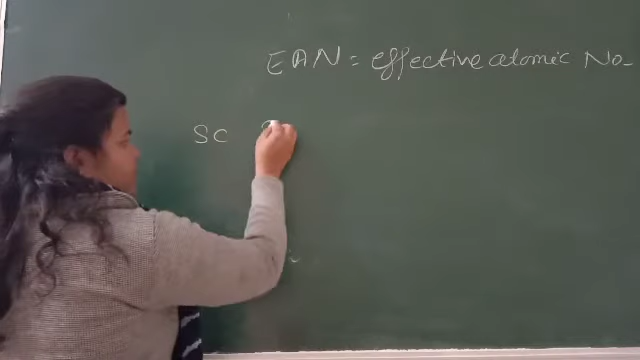 EAN = effective atomic No-
SC